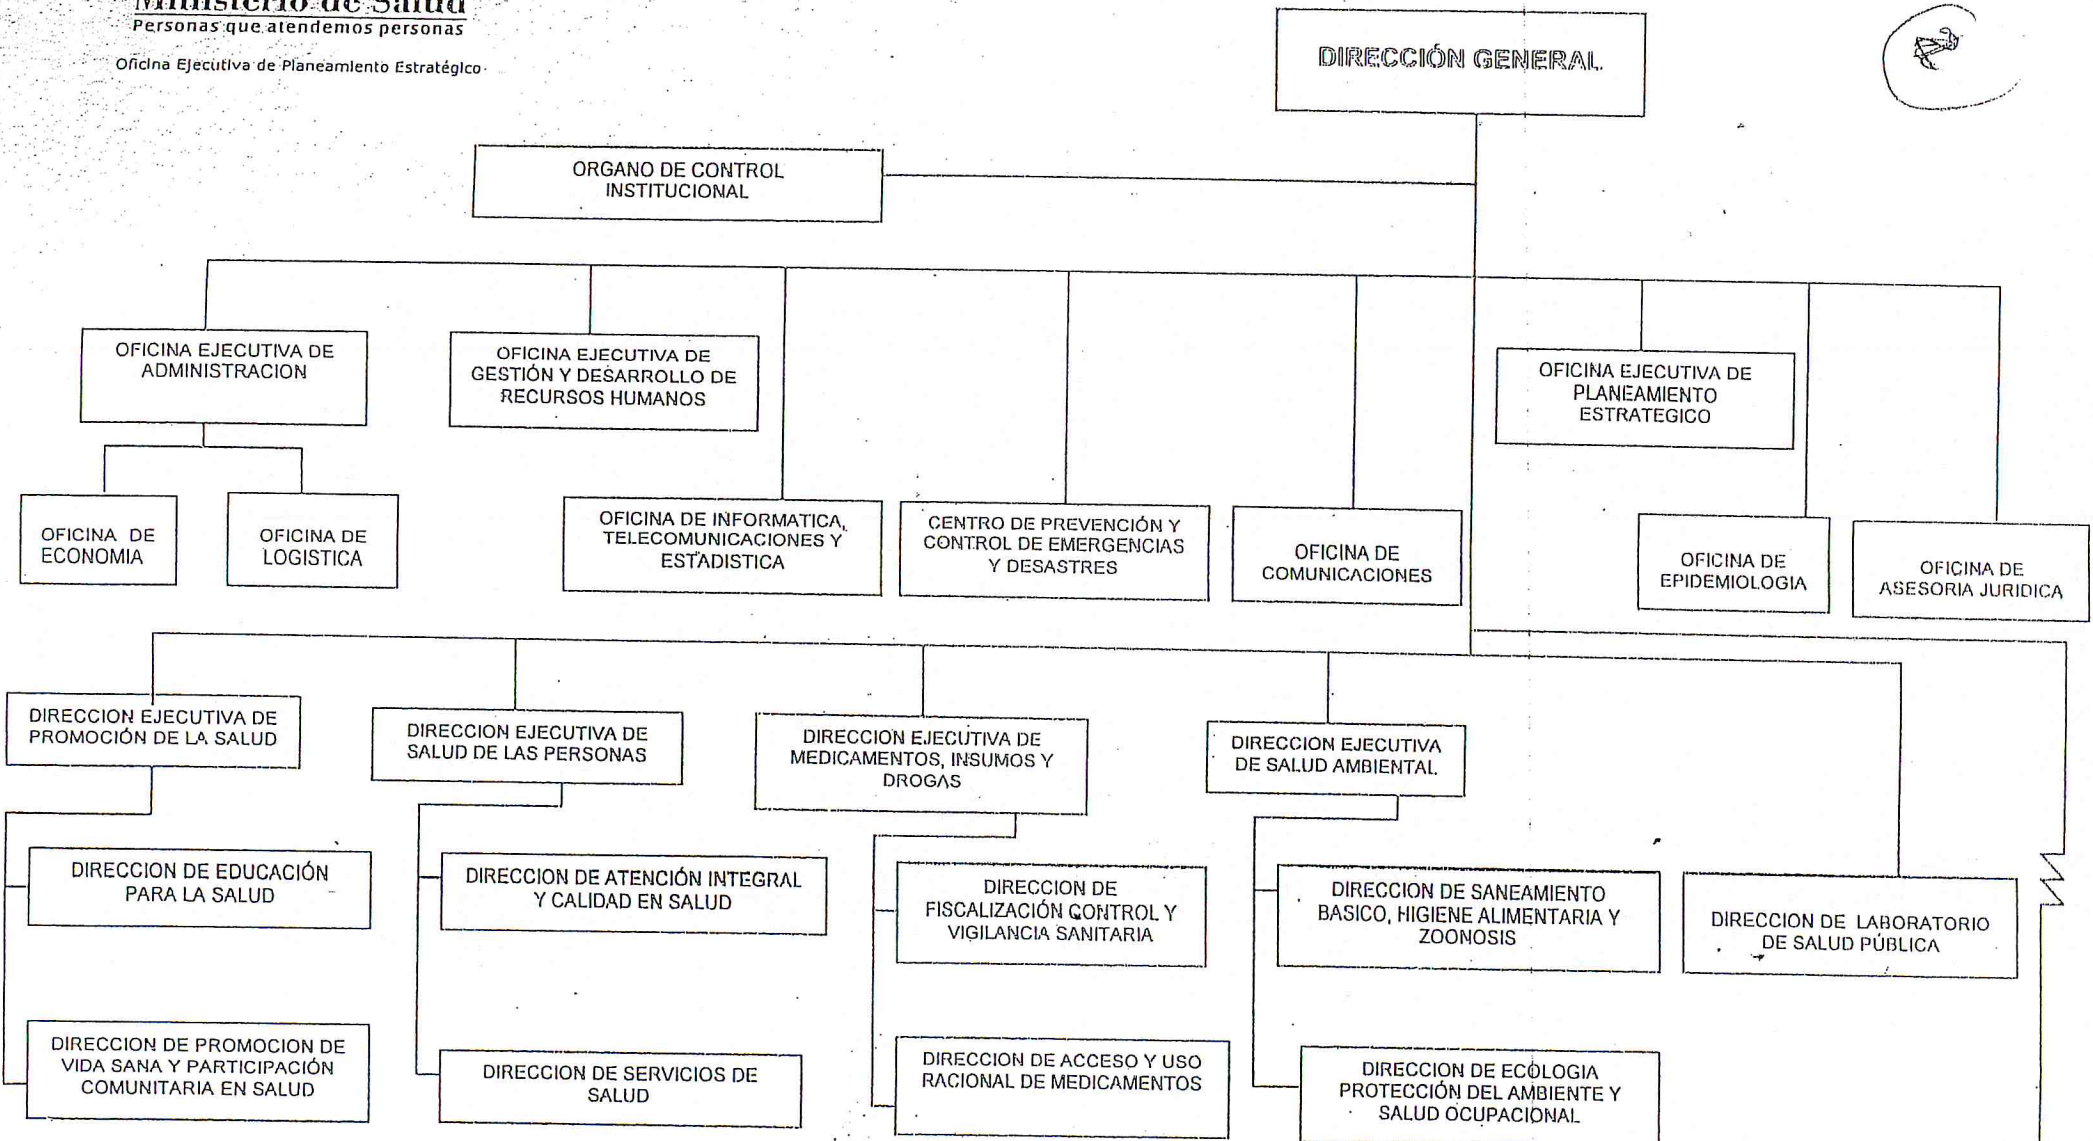 Ministerio de Salud
Personas que atendemos personas
Oficina Ejecutiva de Planeamiento Estratégico
DIRECCIÓN GENERAL
ORGANO DE CONTROL
INSTITUCIONAL
OFICINA EJECUTIVA DE
ADMINISTRACION
OFICINA EJECUTIVA DE
GESTIÓN Y DESARROLLO DE
RECURSOS HUMANOS
OFICINA EJECUTIVA DE
PLANEAMIENTO
ESTRATEGICO
OFICINA DE
ECONOMIA
OFICINA DE
LOGISTICA
OFICINA DE INFORMATICA,
TELECOMUNICACIONES Y
ESTADISTICA
CENTRO DE PREVENCIÓN Y
CONTROL DE EMERGENCIAS
Y DESASTRES
OFICINA DE
COMUNICACIONES
OFICINA DE
EPIDEMIOLOGIA
OFICINA DE
ASESORIA JURIDICA
DIRECCION EJECUTIVA DE
PROMOCIÓN DE LA SALUD
DIRECCION EJECUTIVA DE
SALUD DE LAS PERSONAS
DIRECCION EJECUTIVA DE
MEDICAMENTOS, INSUMOS Y
DROGAS
DIRECCION EJECUTIVA
DE SALUD AMBIENTAL
DIRECCION DE EDUCACIÓN
PARA LA SALUD
DIRECCION DE ATENCIÓN INTEGRAL
Y CALIDAD EN SALUD
DIRECCION DE
FISCALIZACIÓN CONTROL Y
VIGILANCIA SANITARIA
DIRECCION DE SANEAMIENTO
BASICO, HIGIENE ALIMENTARIA Y
ZOONOSIS
DIRECCION DE LABORATORIO
DE SALUD PÚBLICA
DIRECCION DE PROMOCION DE
VIDA SANA Y PARTICIPACIÓN
COMUNITARIA EN SALUD
DIRECCION DE SERVICIOS DE
SALUD
DIRECCION DE ACCESO Y USO
RACIONAL DE MEDICAMENTOS
DIRECCION DE ECOLOGIA
PROTECCIÓN DEL AMBIENTE Y
SALUD OCUPACIONAL